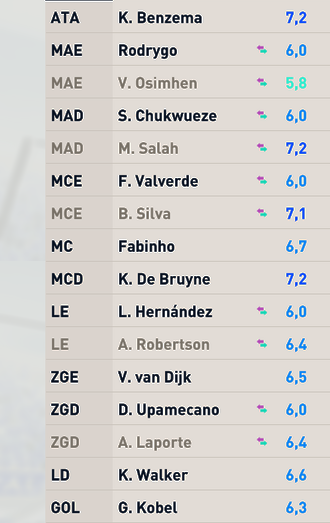 ATA K. Benzema 7,2
MAE Rodrygo 6,0
MAE V. Osimhen 5,8
MAD S. Chukwueze 6,0
MAD M. Salah 7,2
MCE F. Valverde 6,0
MCE B. Silva 7,1
MC Fabinho 6,7
MCD K. De Bruyne 7,2
LE L. Hernández 6,0
LE A. Robertson 6,4
ZGE V. van Dijk 6,5
ZGD D. Upamecano 6,0
ZGD A. Laporte 6,4
LD K. Walker 6,6
GOL G. Kobel 6,3